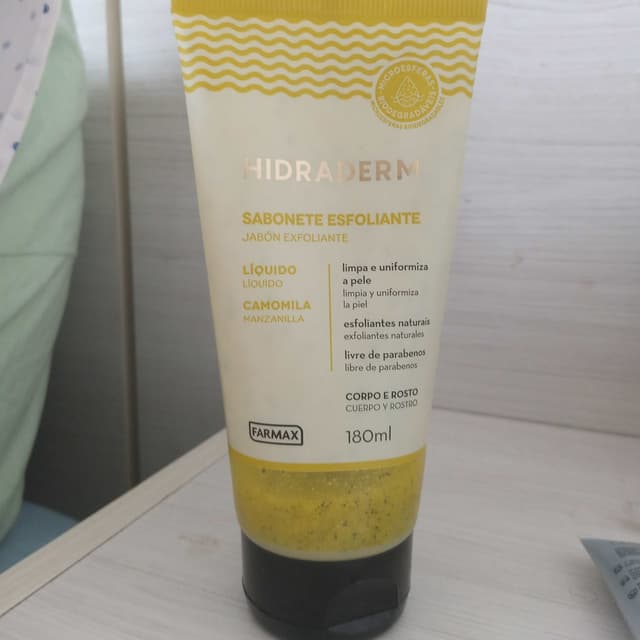 HIDRADERM
SABONETE ESFOLIANTE
JABÓN EXFOLIANTE
LÍQUIDO
LÍQUIDO
CAMOMILA
MANZANILLA
limpa e uniformiza
a pele
limpia y uniformiza
la piel
esfoliantes naturais
exfoliantes naturales
livre de parabenos
libre de parabenos
CORPO E ROSTO
CUERPO Y ROSTRO
FARMAX
180ml